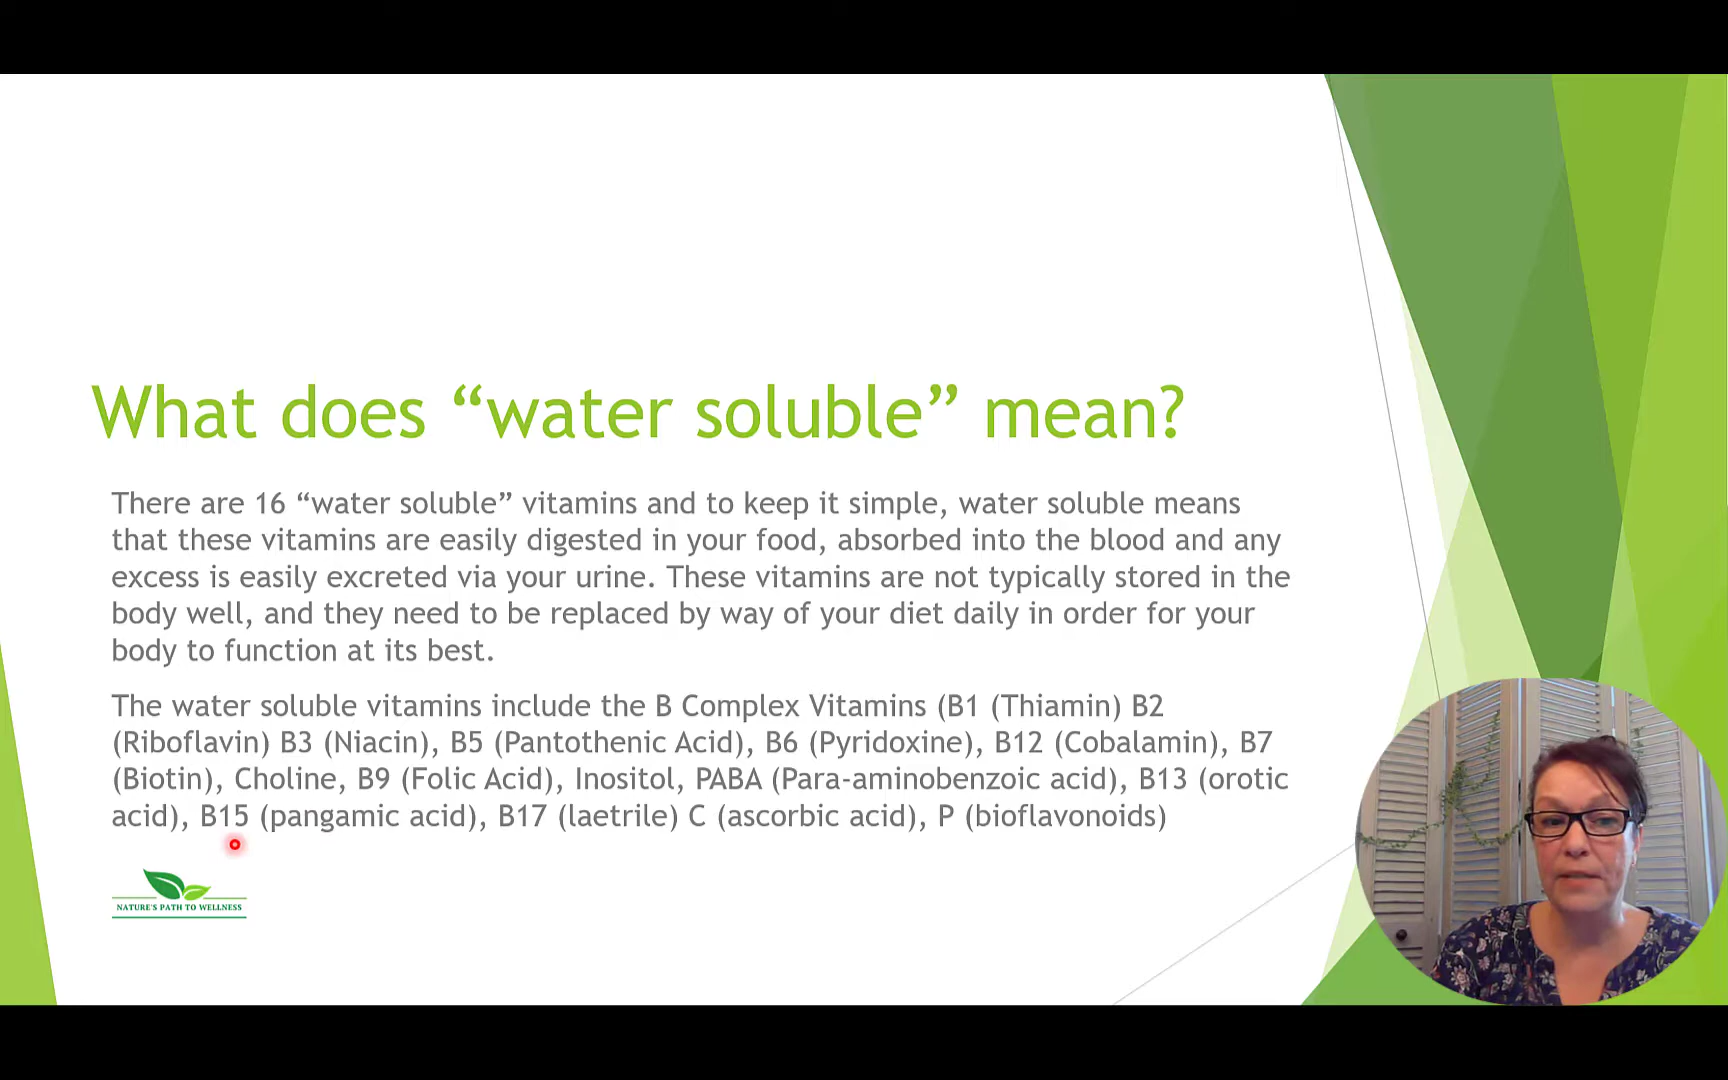 What does “water soluble” mean?
There are 16 “water soluble” vitamins and to keep it simple, water soluble means
that these vitamins are easily digested in your food, absorbed into the blood and any
excess is easily excreted via your urine. These vitamins are not typically stored in the
body well, and they need to be replaced by way of your diet daily in order for your
body to function at its best.
The water soluble vitamins include the B Complex Vitamins (B1 (Thiamin) B2
(Riboflavin) B3 (Niacin), B5 (Pantothenic Acid), B6 (Pyridoxine), B12 (Cobalamin), B7
(Biotin), Choline, B9 (Folic Acid), Inositol, PABA (Para-aminobenzoic acid), B13 (orotic
acid), B15 (pangamic acid), B17 (laetrile) C (ascorbic acid), P (bioflavonoids)
NATURE'S PATH TO WELLNESS